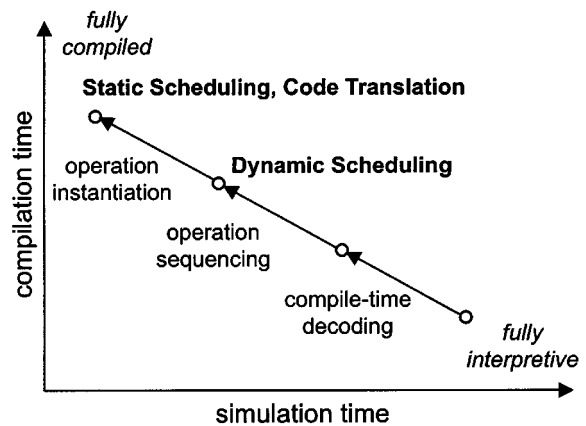 fully
compiled
Static Scheduling, Code Translation
operation
instantiation
Dynamic Scheduling
operation
sequencing
compile-time
decoding
fully
interpretive
compilation time
simulation time